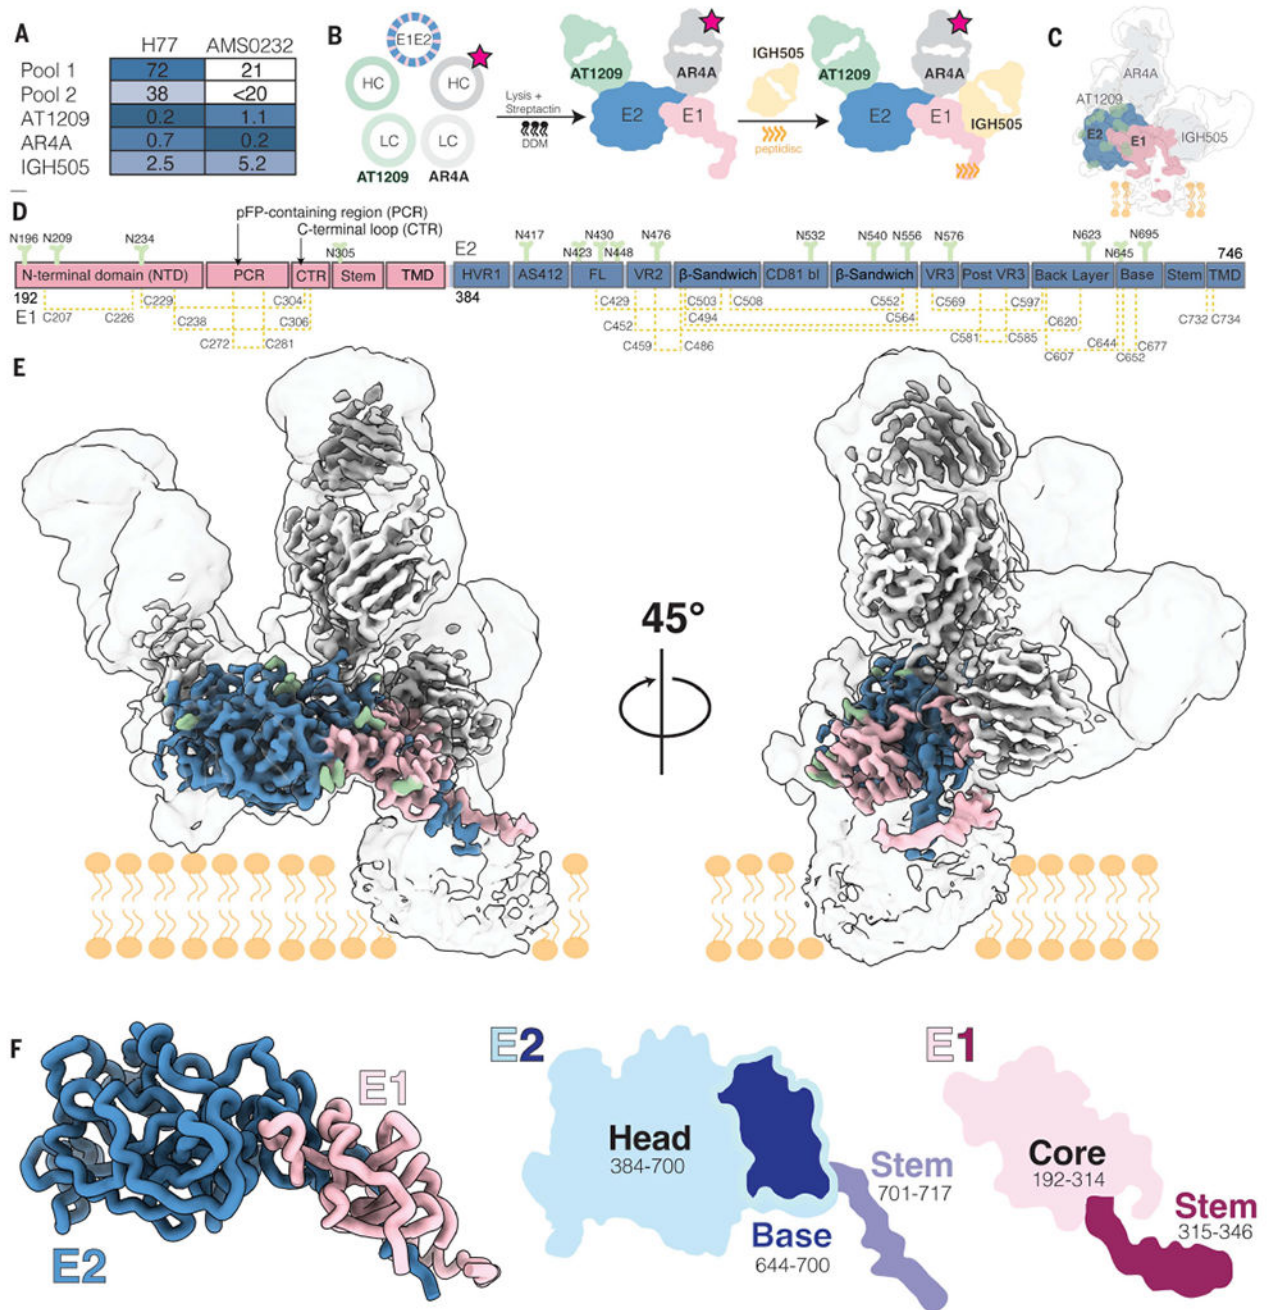 A
H77 AMS0232
Pool 1 72 21
Pool 2 38 <20
AT1209 0.2 1.1
AR4A 0.7 0.2
IGH505 2.5 5.2
B
E1E2
HC HC
LC LC
AT1209 AR4A
Lysis +
Streptactin
DDM
AT1209
AR4A
E2 E1
IGH505
peptidisc
AT1209
AR4A
E2 E1
IGH505
C
AR4A
AT1209
E2 E1 IGH505
D
pFP-containing region (PCR)
C-terminal loop (CTR)
N196 N209 N234 N305
N-terminal domain (NTD) PCR CTR Stem TMD
192
E1
C207 C226 C229 C238 C272 C281 C304 C306
E2
N417 N423 N430 N448 N476 N532 N540 N556 N576 N623 N645 N695 746
HVR1 AS412 FL VR2 β-Sandwich CD81 bl β-Sandwich VR3 Post VR3 Back Layer Base Stem TMD
384
C429 C503 C508 C552 C569 C597
C452 C494 C564 C620 C732 C734
C459 C486 C581 C585 C644 C677
C607 C652
E
45°
F
E1
E2
E2
Head
384-700
Stem
701-717
Base
644-700
E1
Core
192-314
Stem
315-346